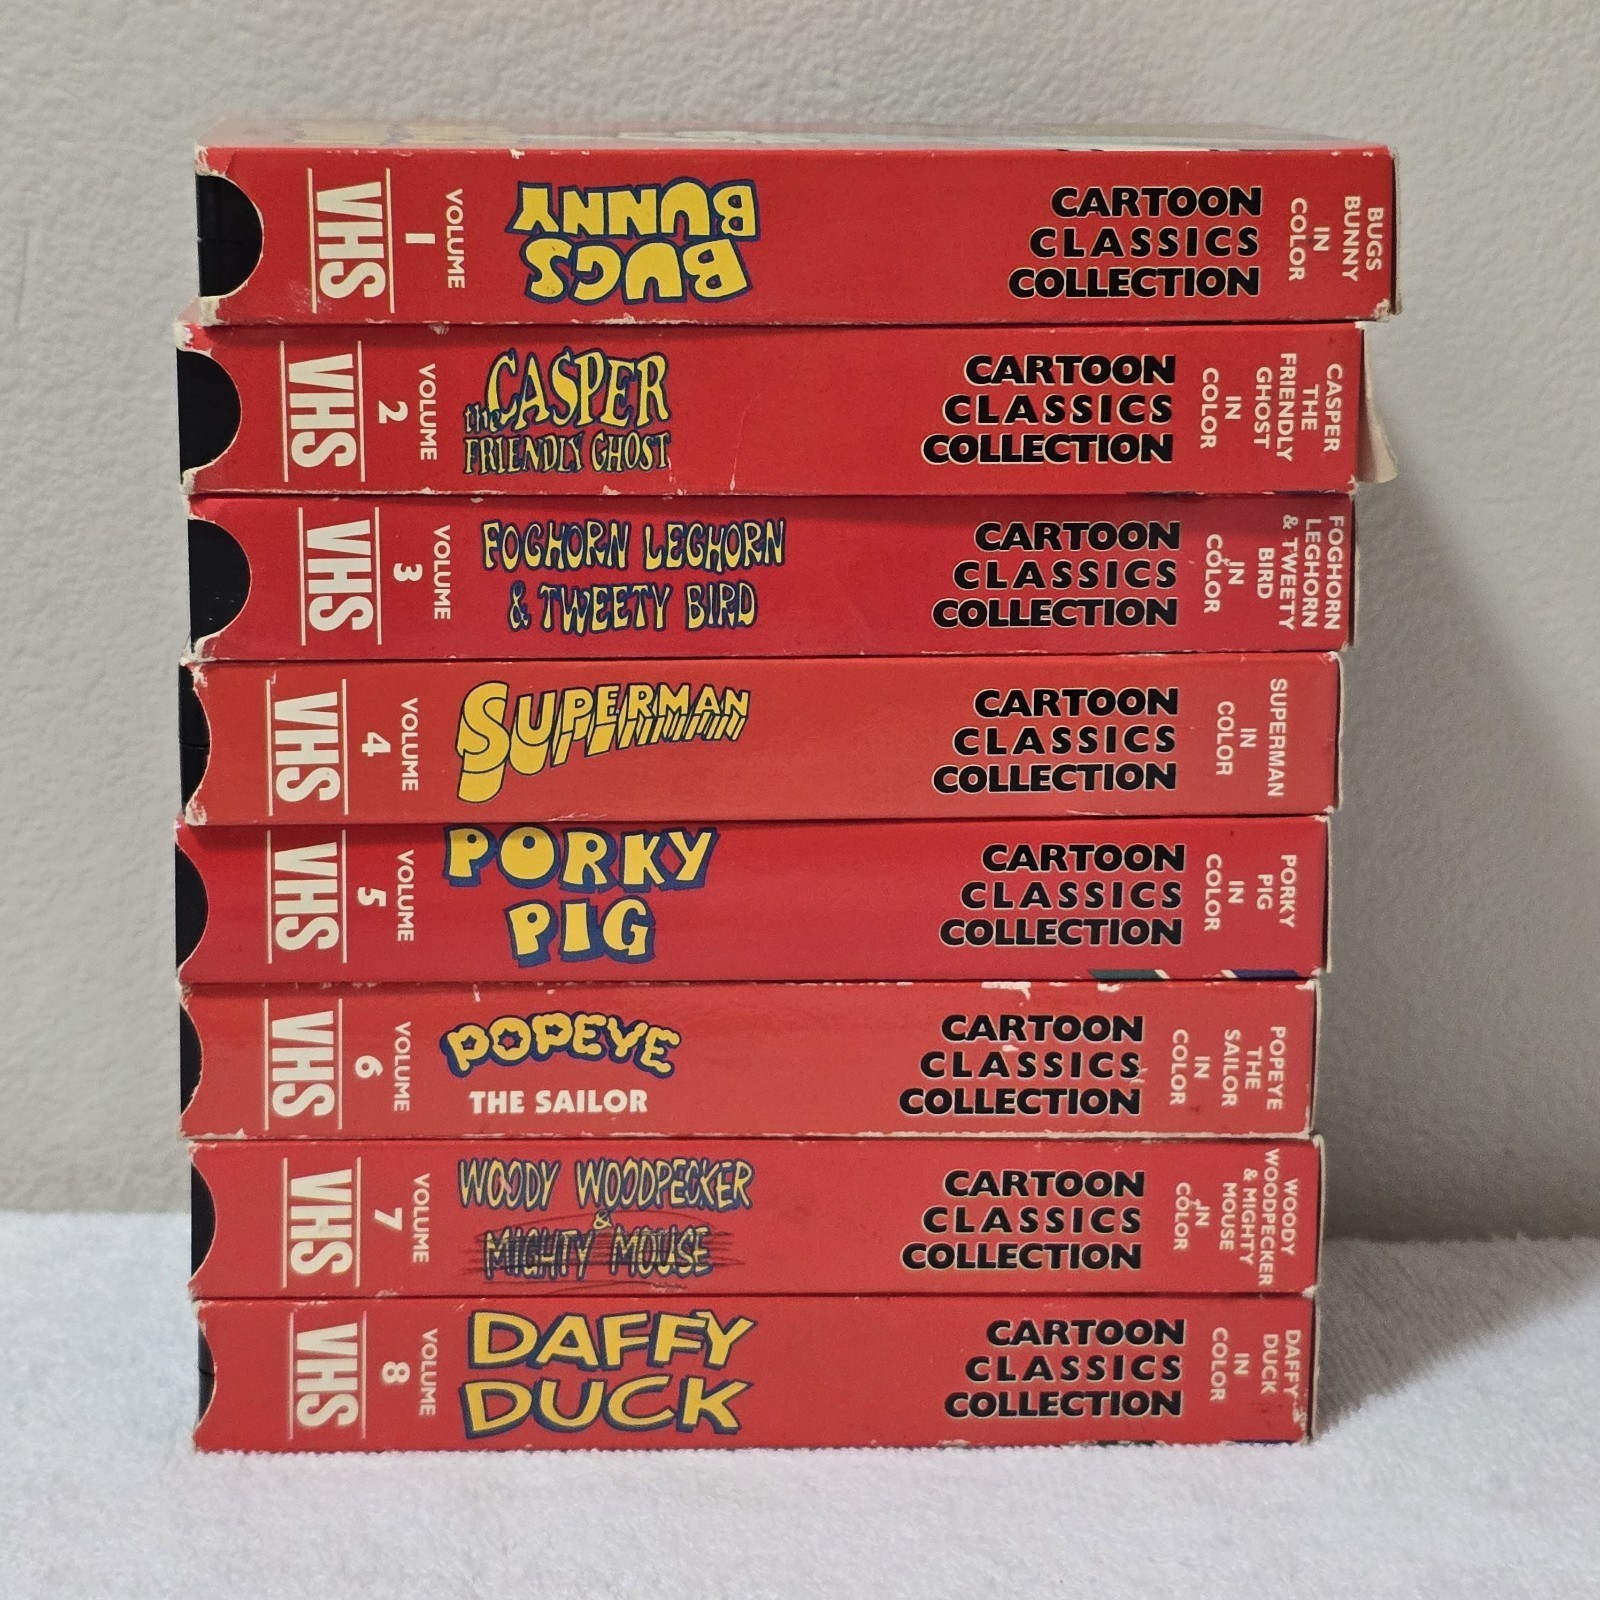 VHS
VOLUME
1
BUGS
BUNNY
CARTOON
CLASSICS
COLLECTION
BUGS
BUNNY
IN
COLOR
VHS
VOLUME
2
CASPER
the
FRIENDLY GHOST
CARTOON
CLASSICS
COLLECTION
CASPER
THE
FRIENDLY
GHOST
IN
COLOR
VHS
VOLUME
3
FOGHORN LEGHORN
& TWEETY BIRD
CARTOON
CLASSICS
COLLECTION
FOGHORN
LEGHORN
& TWEETY
BIRD
IN
COLOR
VHS
VOLUME
4
SUPERMAN
CARTOON
CLASSICS
COLLECTION
SUPERMAN
IN
COLOR
VHS
VOLUME
5
PORKY
PIG
CARTOON
CLASSICS
COLLECTION
PORKY
PIG
IN
COLOR
VHS
VOLUME
6
POPEYE
THE SAILOR
CARTOON
CLASSICS
COLLECTION
POPEYE
THE
SAILOR
IN
COLOR
VHS
VOLUME
7
WOODY WOODPECKER
&
MIGHTY MOUSE
CARTOON
CLASSICS
COLLECTION
WOODY
WOODPECKER
& MIGHTY
MOUSE
IN
COLOR
VHS
VOLUME
8
DAFFY
DUCK
CARTOON
CLASSICS
COLLECTION
DAFFY
DUCK
IN
COLOR